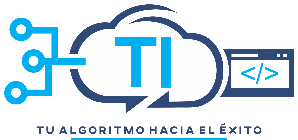 TI
</>
TU ALGORITMO HACIA EL ÉXITO